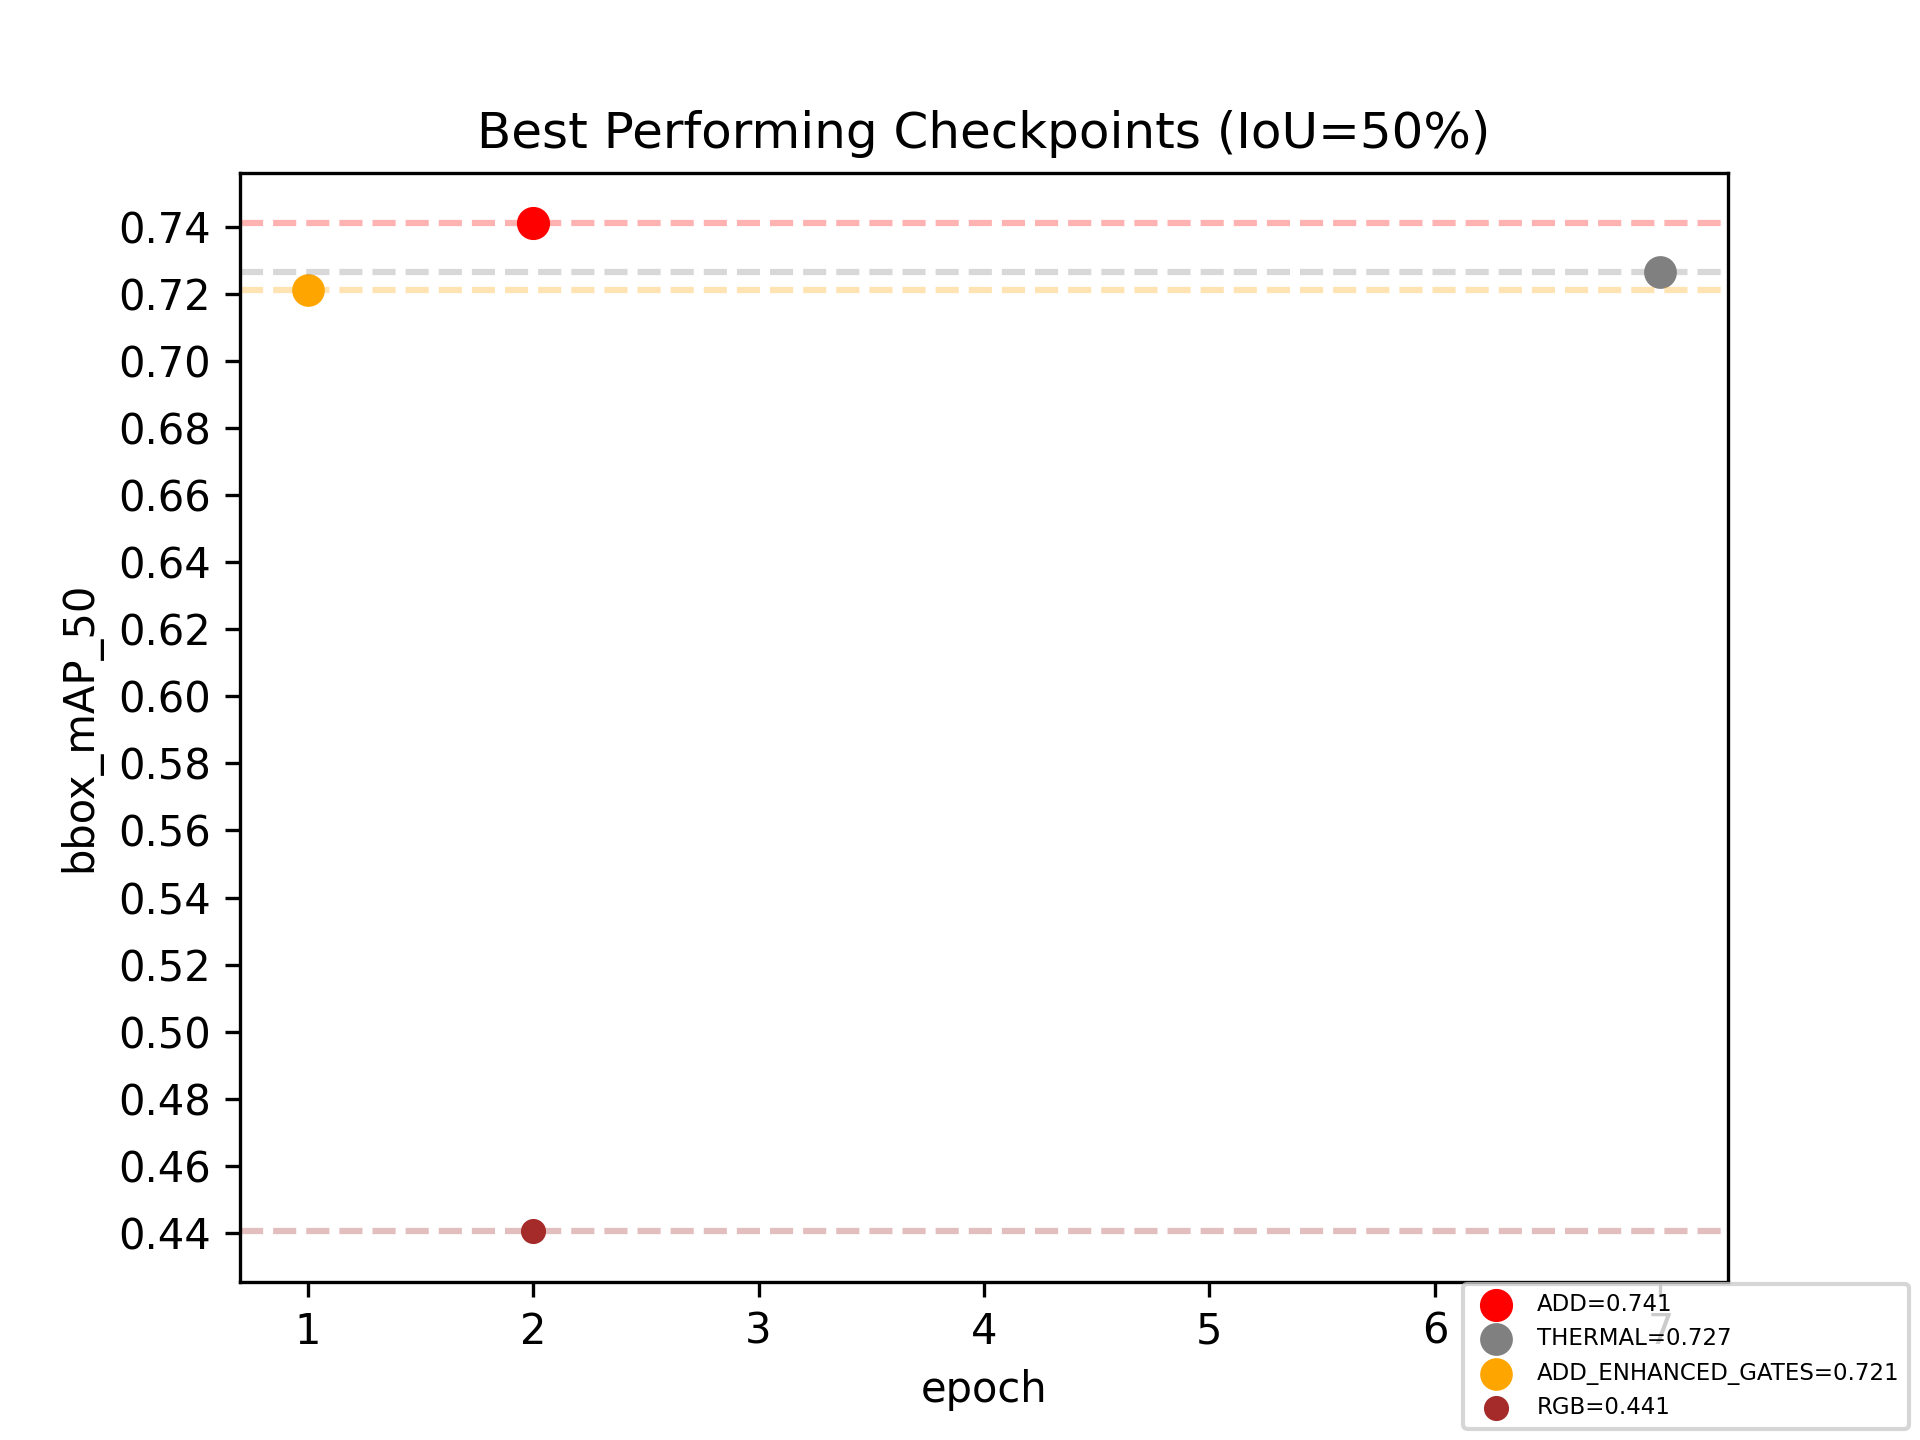 Best Performing Checkpoints (IoU=50%)
bbox_mAP_50
0.74
0.72
0.70
0.68
0.66
0.64
0.62
0.60
0.58
0.56
0.54
0.52
0.50
0.48
0.46
0.44
1 2 3 4 5 6 7
epoch
ADD=0.741
THERMAL=0.727
ADD_ENHANCED_GATES=0.721
RGB=0.441